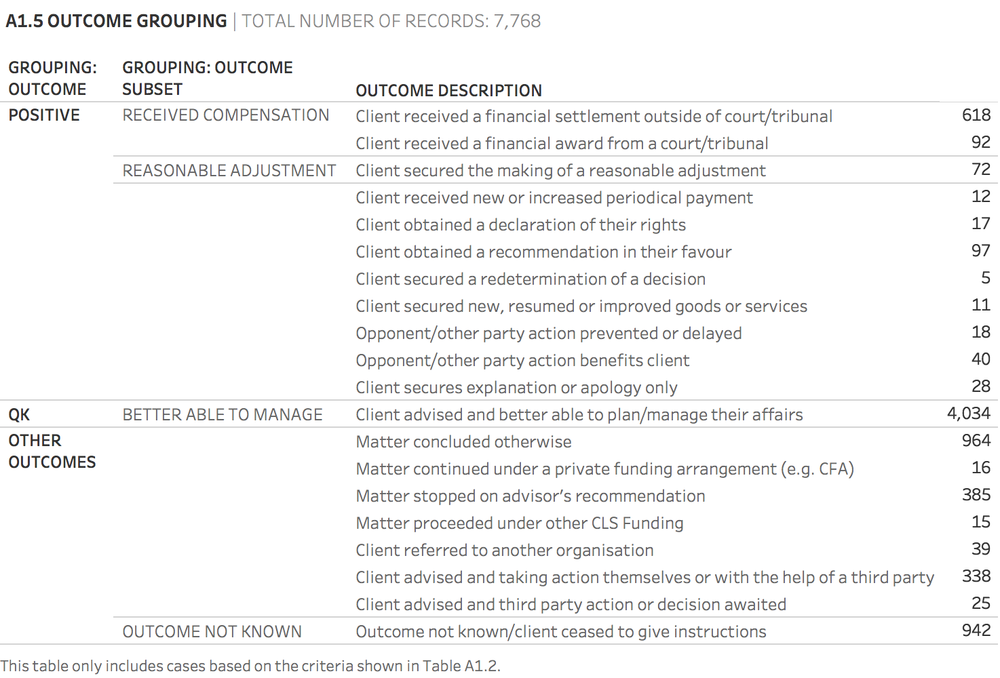 A1.5 OUTCOME GROUPING | TOTAL NUMBER OF RECORDS: 7,768
GROUPING: OUTCOME GROUPING: OUTCOME SUBSET OUTCOME DESCRIPTION
POSITIVE RECEIVED COMPENSATION Client received a financial settlement outside of court/tribunal 618
Client received a financial award from a court/tribunal 92
REASONABLE ADJUSTMENT Client secured the making of a reasonable adjustment 72
Client received new or increased periodical payment 12
Client obtained a declaration of their rights 17
Client obtained a recommendation in their favour 97
Client secured a redetermination of a decision 5
Client secured new, resumed or improved goods or services 11
Opponent/other party action prevented or delayed 18
Opponent/other party action benefits client 40
Client secures explanation or apology only 28
QK BETTER ABLE TO MANAGE Client advised and better able to plan/manage their affairs 4,034
OTHER OUTCOMES Matter concluded otherwise 964
Matter continued under a private funding arrangement (e.g. CFA) 16
Matter stopped on advisor’s recommendation 385
Matter proceeded under other CLS Funding 15
Client referred to another organisation 39
Client advised and taking action themselves or with the help of a third party 338
Client advised and third party action or decision awaited 25
OUTCOME NOT KNOWN Outcome not known/client ceased to give instructions 942
This table only includes cases based on the criteria shown in Table A1.2.